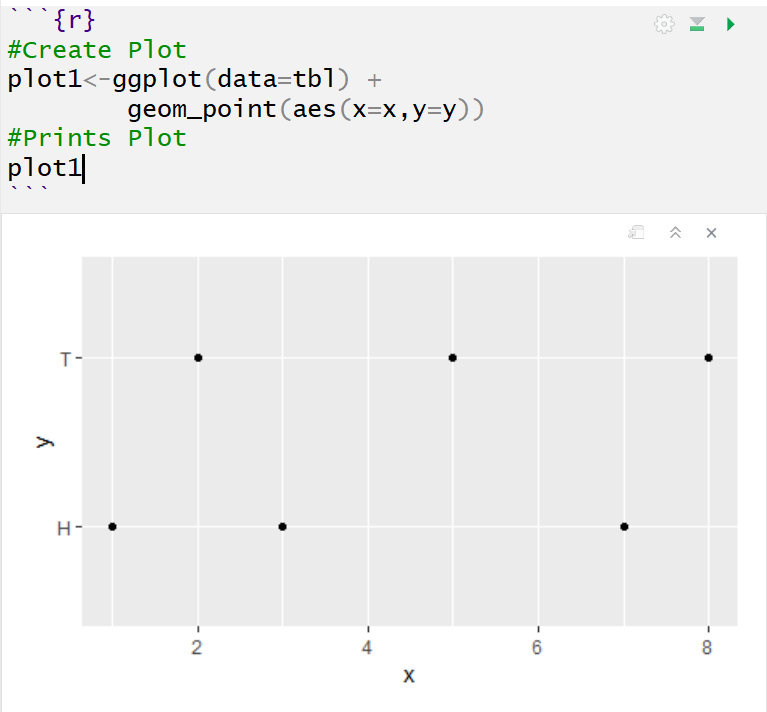 ```{r}
#Create Plot
plot1<-ggplot(data=tbl) +
        geom_point(aes(x=x,y=y))
#Prints Plot
plot1
```
T
y
H
2 4 6 8
x